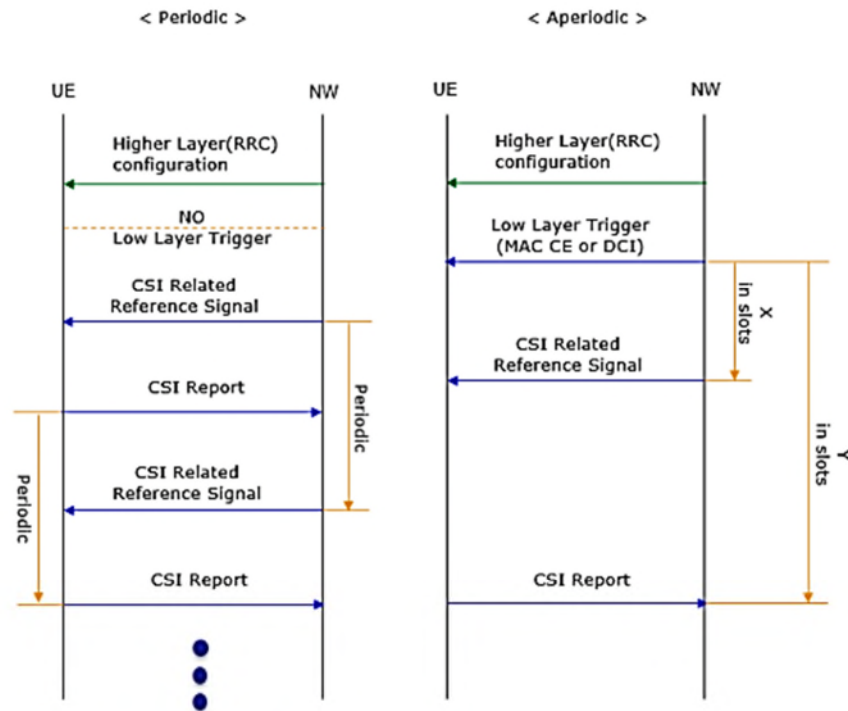 < Periodic >
UE
NW
Higher Layer(RRC)
configuration
NO
Low Layer Trigger
CSI Related
Reference Signal
CSI Report
Periodic
CSI Related
Reference Signal
Periodic
CSI Report
< Aperiodic >
UE
NW
Higher Layer(RRC)
configuration
Low Layer Trigger
(MAC CE or DCI)
X
in slots
CSI Related
Reference Signal
Y
in slots
CSI Report